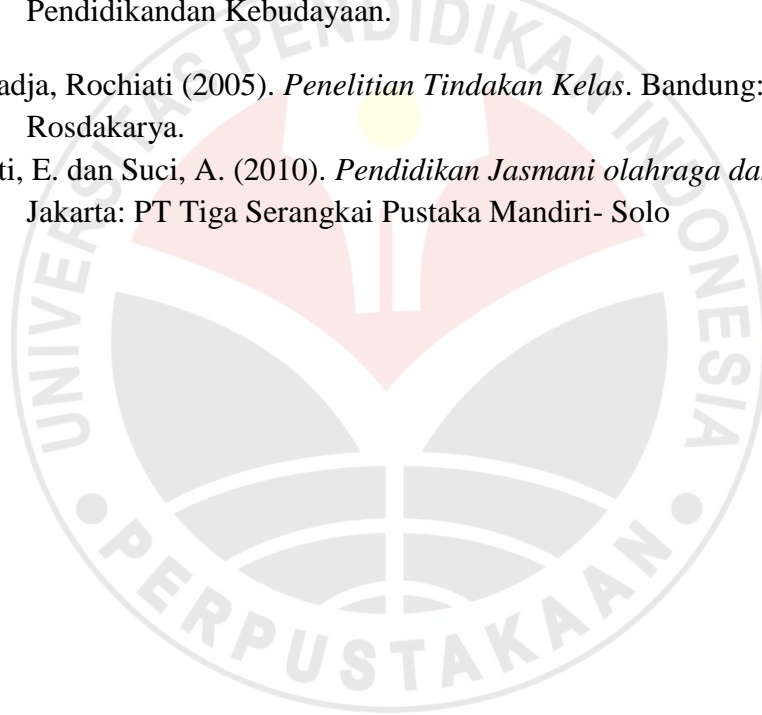 Pendidikandan Kebudayaan.
adja, Rochiati (2005). Penelitian Tindakan Kelas. Bandung:
Rosdakarya.
ti, E. dan Suci, A. (2010). Pendidikan Jasmani olahraga da
Jakarta: PT Tiga Serangkai Pustaka Mandiri- Solo
UNIVERSITAS PENDIDIKAN INDONESIA
PERPUSTAKAAN